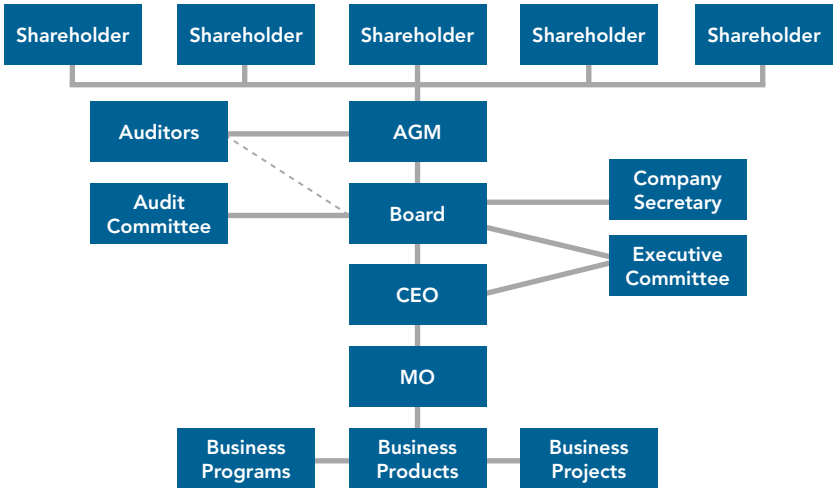 Shareholder
Shareholder
Shareholder
Shareholder
Shareholder
Auditors
AGM
Audit
Committee
Board
Company
Secretary
CEO
Executive
Committee
MO
Business
Programs
Business
Products
Business
Projects